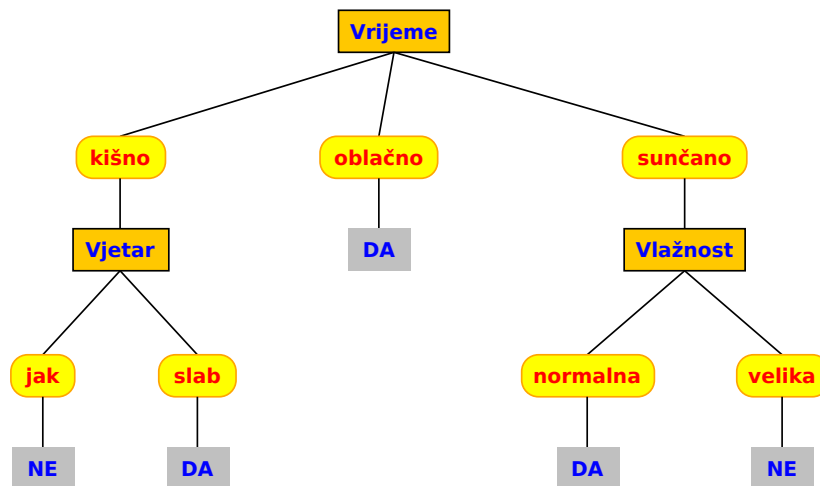 Vrijeme
kišno
oblačno
sunčano
Vjetar
DA
Vlažnost
jak
slab
normalna
velika
NE
DA
DA
NE